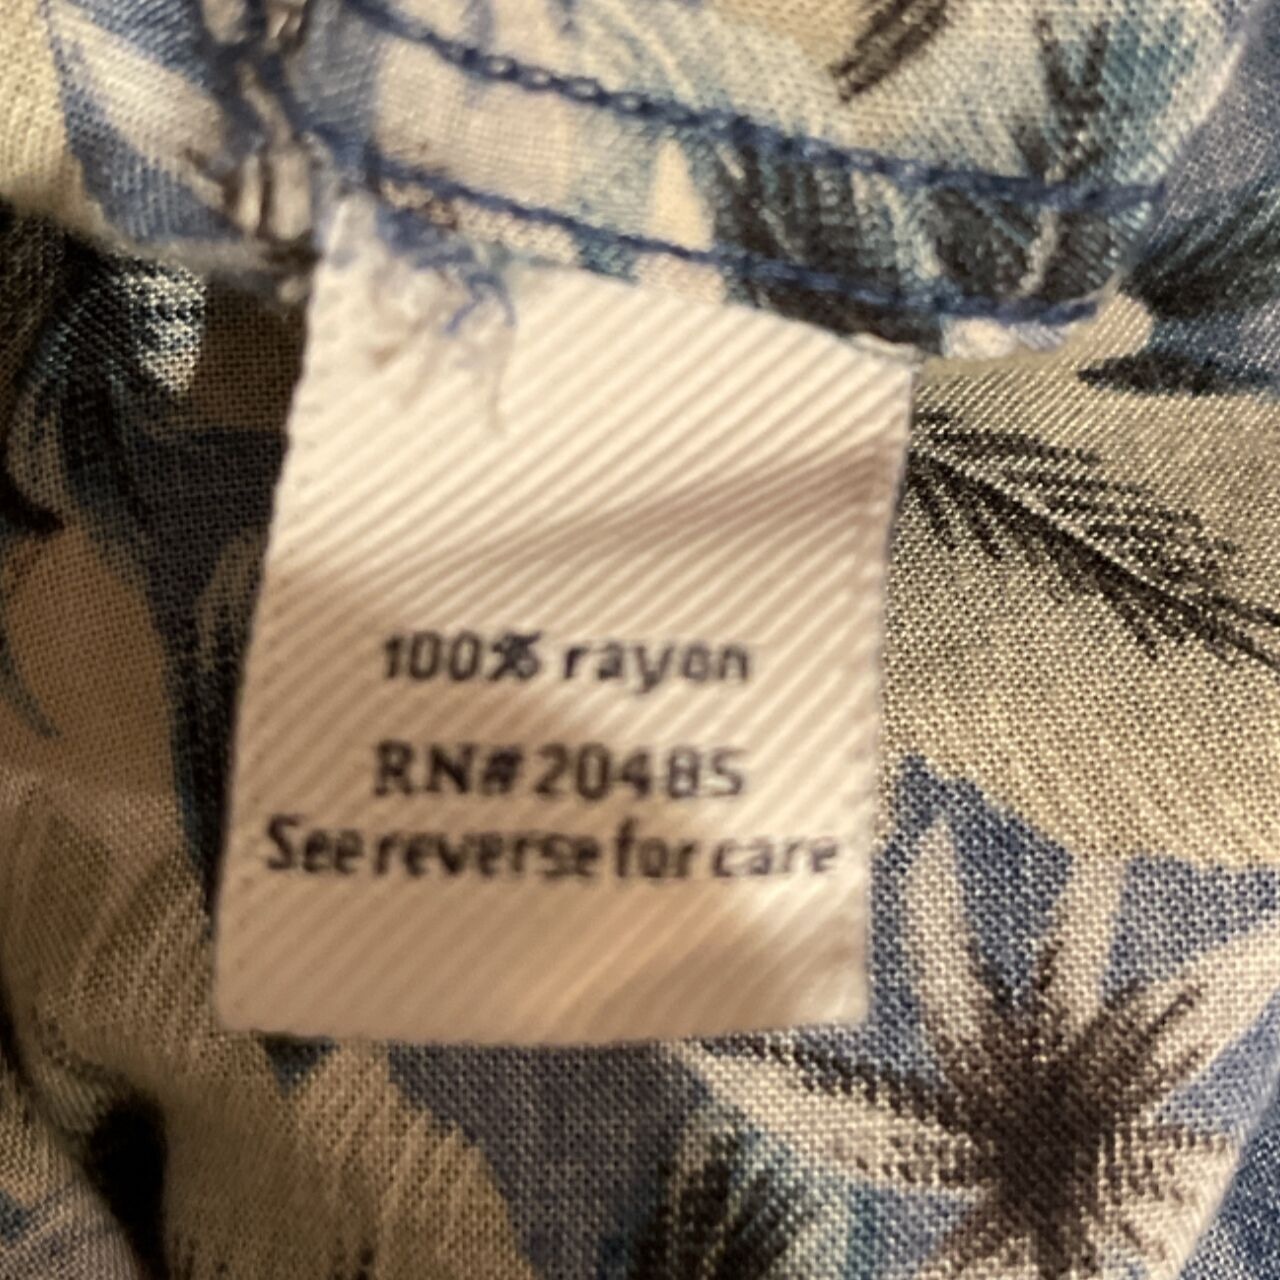 100% rayon
RN# 20485
See reverse for care